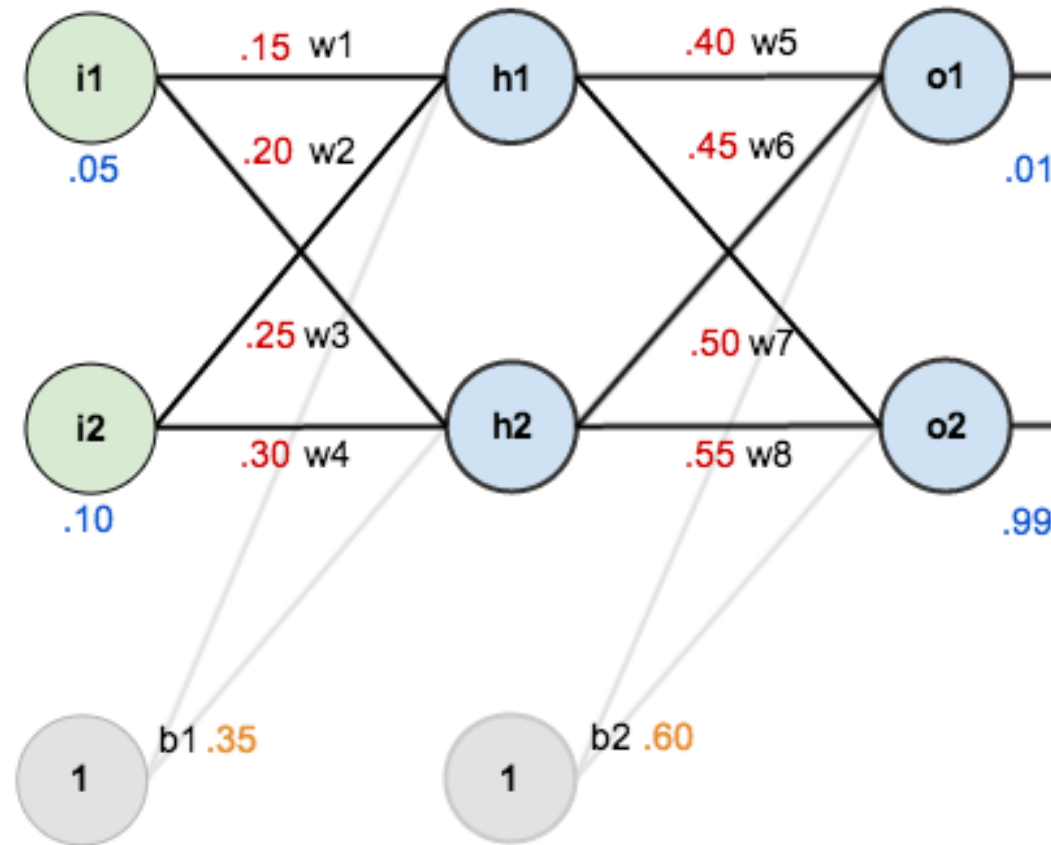 .15 w1
.40 w5
i1
h1
o1
.20 w2
.45 w6
.05
.01
.25 w3
.50 w7
i2
h2
o2
.30 w4
.55 w8
.10
.99
b1 .35
b2 .60
1
1